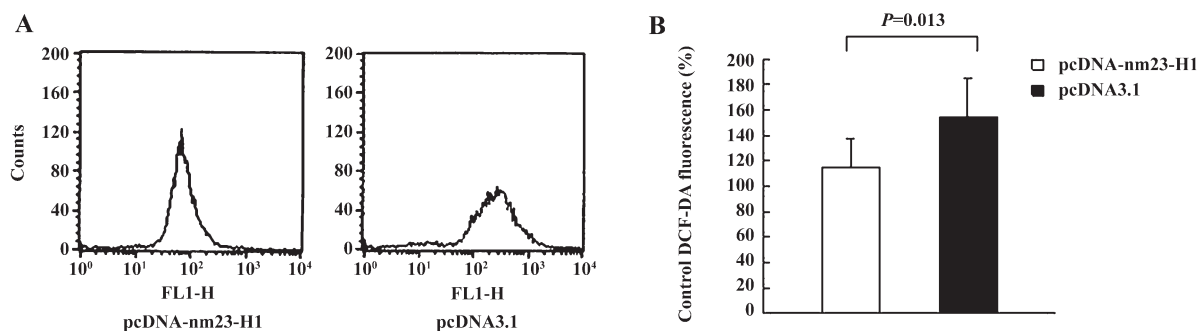 A
Counts
200
160
120
80
40
0
10⁰ 10¹ 10² 10³ 10⁴
FL1-H
pcDNA-nm23-H1
200
160
120
80
40
0
10⁰ 10¹ 10² 10³ 10⁴
FL1-H
pcDNA3.1
B
P=0.013
Control DCF-DA fluorescence (%)
200
180
160
140
120
100
80
60
40
20
0
pcDNA-nm23-H1
pcDNA3.1